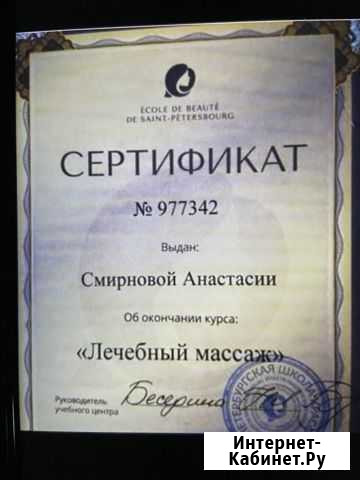 ÉCOLE DE BEAUTÉ
DE SAINT-PÉTERSBOURG
СЕРТИФИКАТ
№ 977342
Выдан:
Смирновой Анастасии
Об окончании курса:
«Лечебный массаж»
Руководитель
учебного центра
Интернет-
Кабинет.Ру